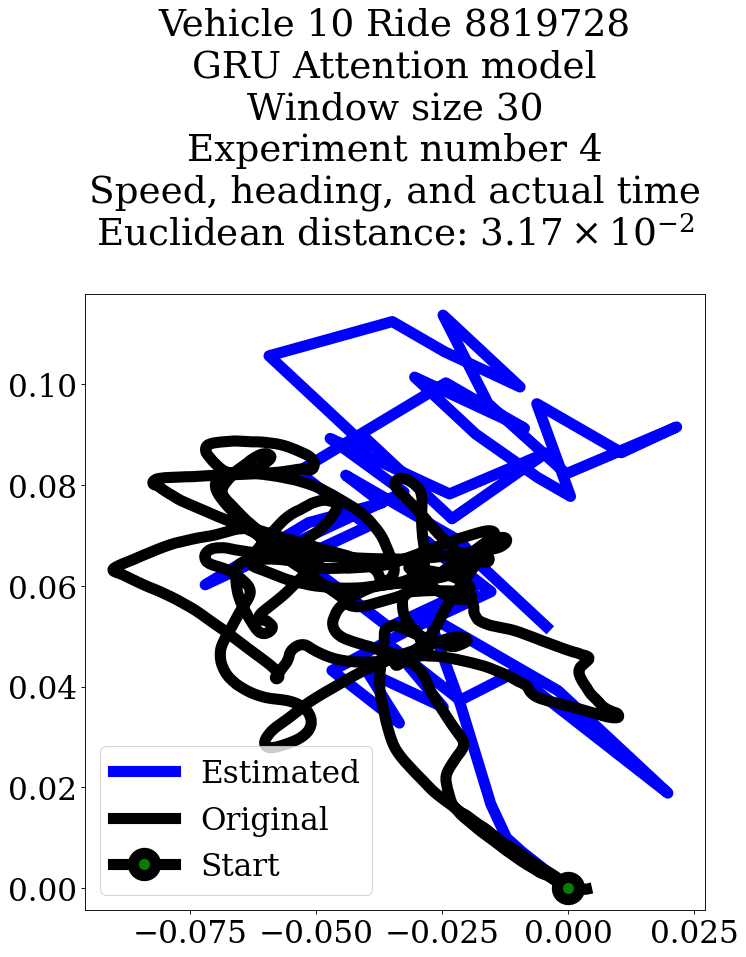 Vehicle 10 Ride 8819728
GRU Attention model
Window size 30
Experiment number 4
Speed, heading, and actual time
Euclidean distance: 3.17 × 10⁻²
0.10
0.08
0.06
0.04
0.02
0.00
Estimated
Original
Start
−0.075 −0.050 −0.025 0.000 0.025